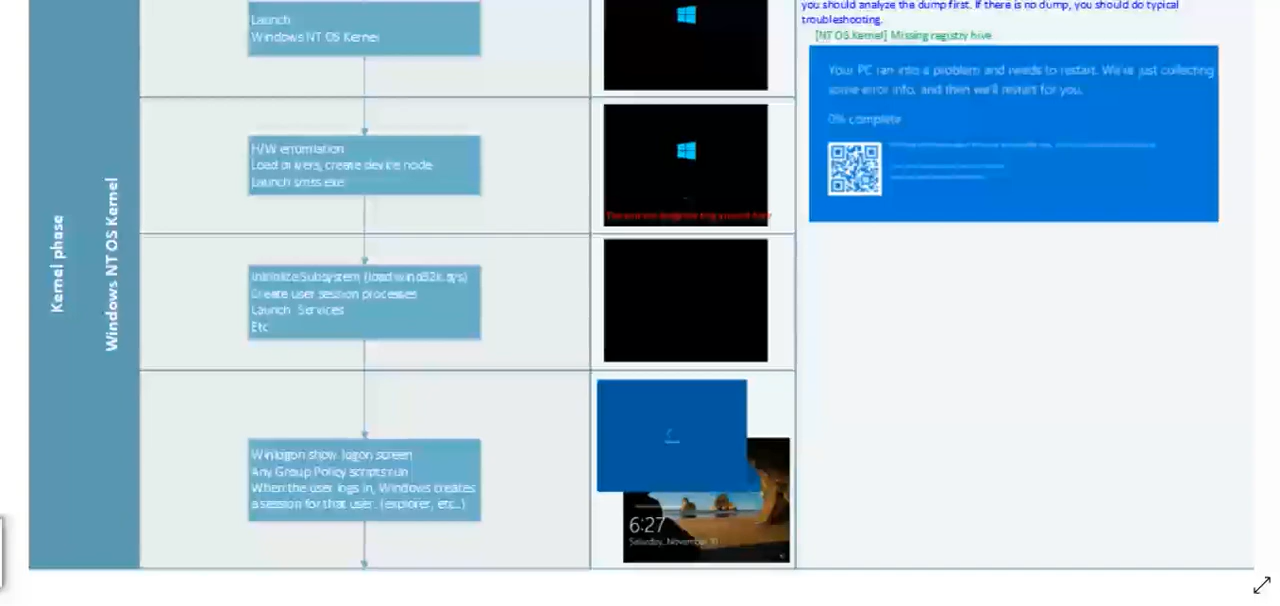 you should analyze the dump first. If there is no dump, you should do typical
troubleshooting.
[NT OS Kernel] Missing registry hive
Launch
Windows NT OS Kernel
Your PC ran into a problem and needs to restart. We're just collecting
some error info, and then we'll restart for you.
0% complete
H/W enumiation
Load drivers, create device node
Launch smss.exe
Kernel phase
Windows NT OS Kernel
Initialize Subsystem (load win32k.sys)
Create user session processes
Launch Services
Etc
Winlogon show logon screen
Any Group Policy scripts run
When the user logs in, Windows creates
a session for that user. (explorer, etc..)
6:27
Saturday, November